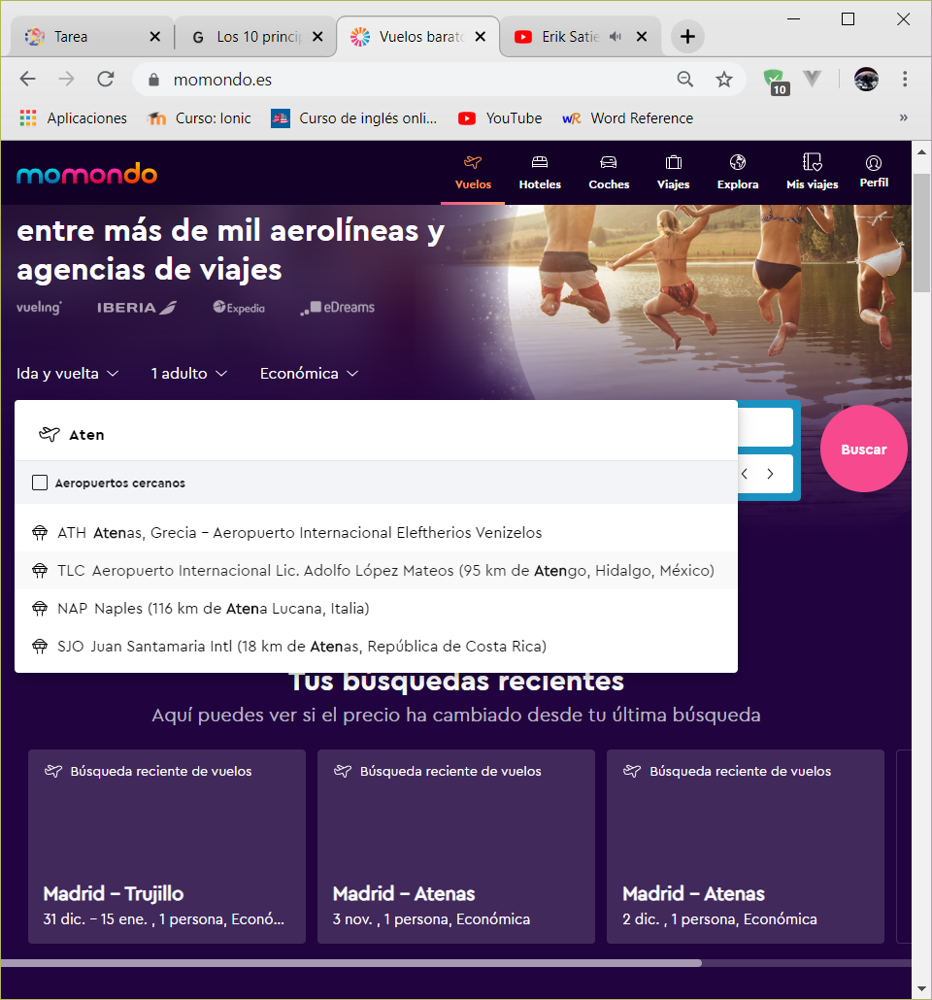 Tarea
G Los 10 princip
Vuelos barato
Erik Satie
momondo.es
10
Aplicaciones
Curso: Ionic
Curso de inglés onli...
YouTube
WR Word Reference
»
momondo
Vuelos
Hoteles
Coches
Viajes
Explora
Mis viajes
Perfil
entre más de mil aerolíneas y
agencias de viajes
vueling
IBERIA
Expedia
eDreams
Ida y vuelta
1 adulto
Económica
Aten
Buscar
Aeropuertos cercanos
ATH Atenas, Grecia – Aeropuerto Internacional Eleftherios Venizelos
TLC Aeropuerto Internacional Lic. Adolfo López Mateos (95 km de Atengo, Hidalgo, México)
NAP Naples (116 km de Atena Lucana, Italia)
SJO Juan Santamaria Intl (18 km de Atenas, República de Costa Rica)
Tus búsquedas recientes
Aquí puedes ver si el precio ha cambiado desde tu última búsqueda
Búsqueda reciente de vuelos
Madrid – Trujillo
31 dic. – 15 ene. , 1 persona, Econó...
Búsqueda reciente de vuelos
Madrid – Atenas
3 nov. , 1 persona, Económica
Búsqueda reciente de vuelos
Madrid – Atenas
2 dic. , 1 persona, Económica